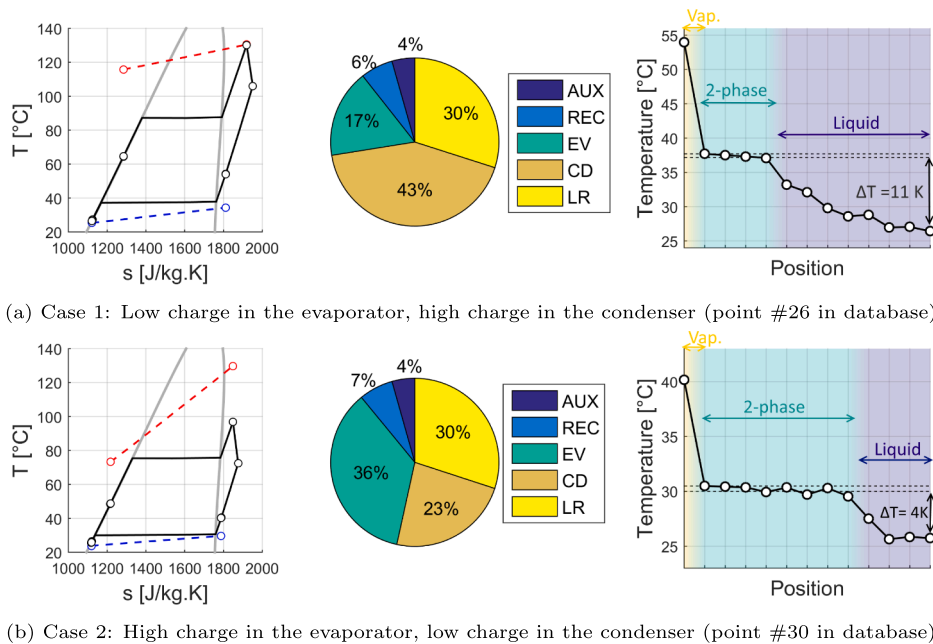 140
120
100
80
60
40
20
T [°C]
1000 1200 1400 1600 1800 2000
s [J/kg.K]
4%
6%
17%
30%
43%
AUX
REC
EV
CD
LR
Vap.
2-phase
Liquid
ΔT =11 K
55
50
45
40
35
30
25
Temperature [°C]
Position
(a) Case 1: Low charge in the evaporator, high charge in the condenser (point #26 in database)
140
120
100
80
60
40
20
T [°C]
1000 1200 1400 1600 1800 2000
s [J/kg.K]
4%
7%
30%
36%
23%
AUX
REC
EV
CD
LR
Vap.
2-phase
Liquid
ΔT= 4K
40
35
30
25
Temperature [°C]
Position
(b) Case 2: High charge in the evaporator, low charge in the condenser (point #30 in database)